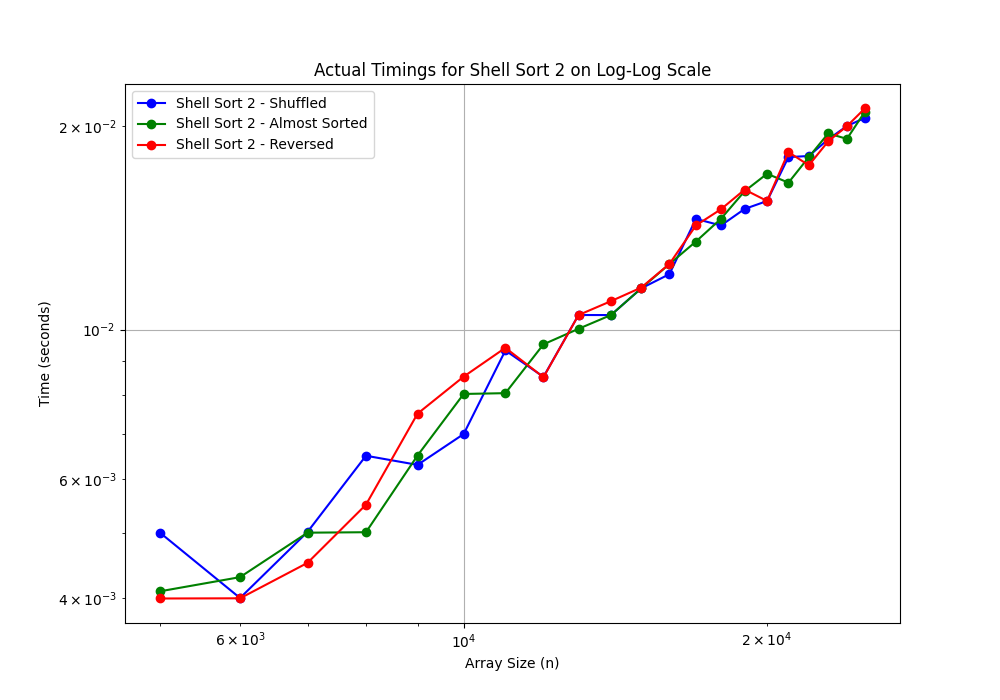 Actual Timings for Shell Sort 2 on Log-Log Scale
Shell Sort 2 - Shuffled
Shell Sort 2 - Almost Sorted
Shell Sort 2 - Reversed
2 × 10⁻²
10⁻²
6 × 10⁻³
4 × 10⁻³
Time (seconds)
6 × 10³
10⁴
2 × 10⁴
Array Size (n)